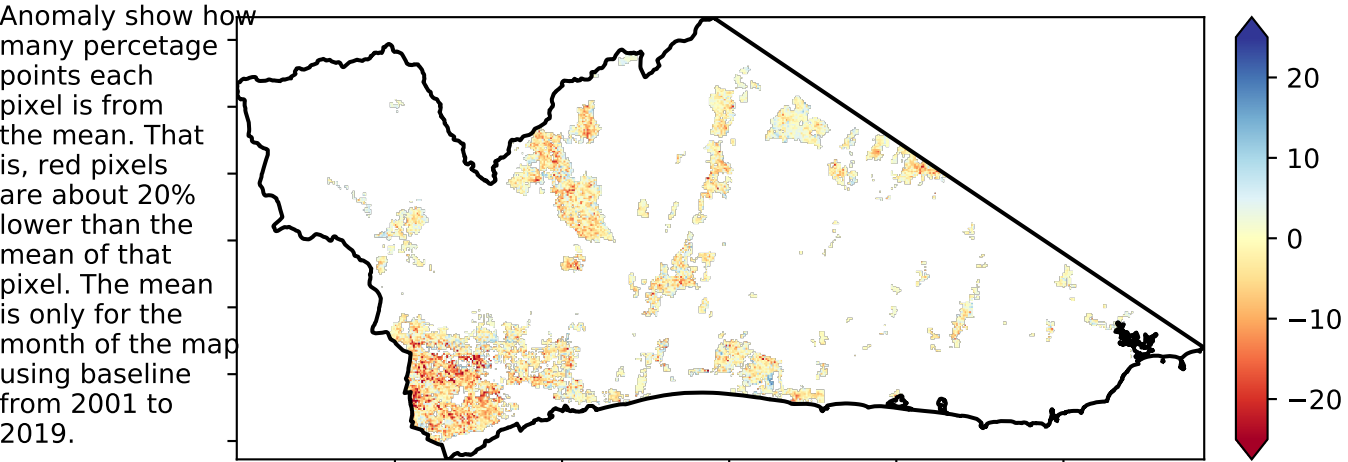 Anomaly show how
many percetage
points each
pixel is from
the mean. That
is, red pixels
are about 20%
lower than the
mean of that
pixel. The mean
is only for the
month of the map
using baseline
from 2001 to
2019.
20
10
0
−10
−20